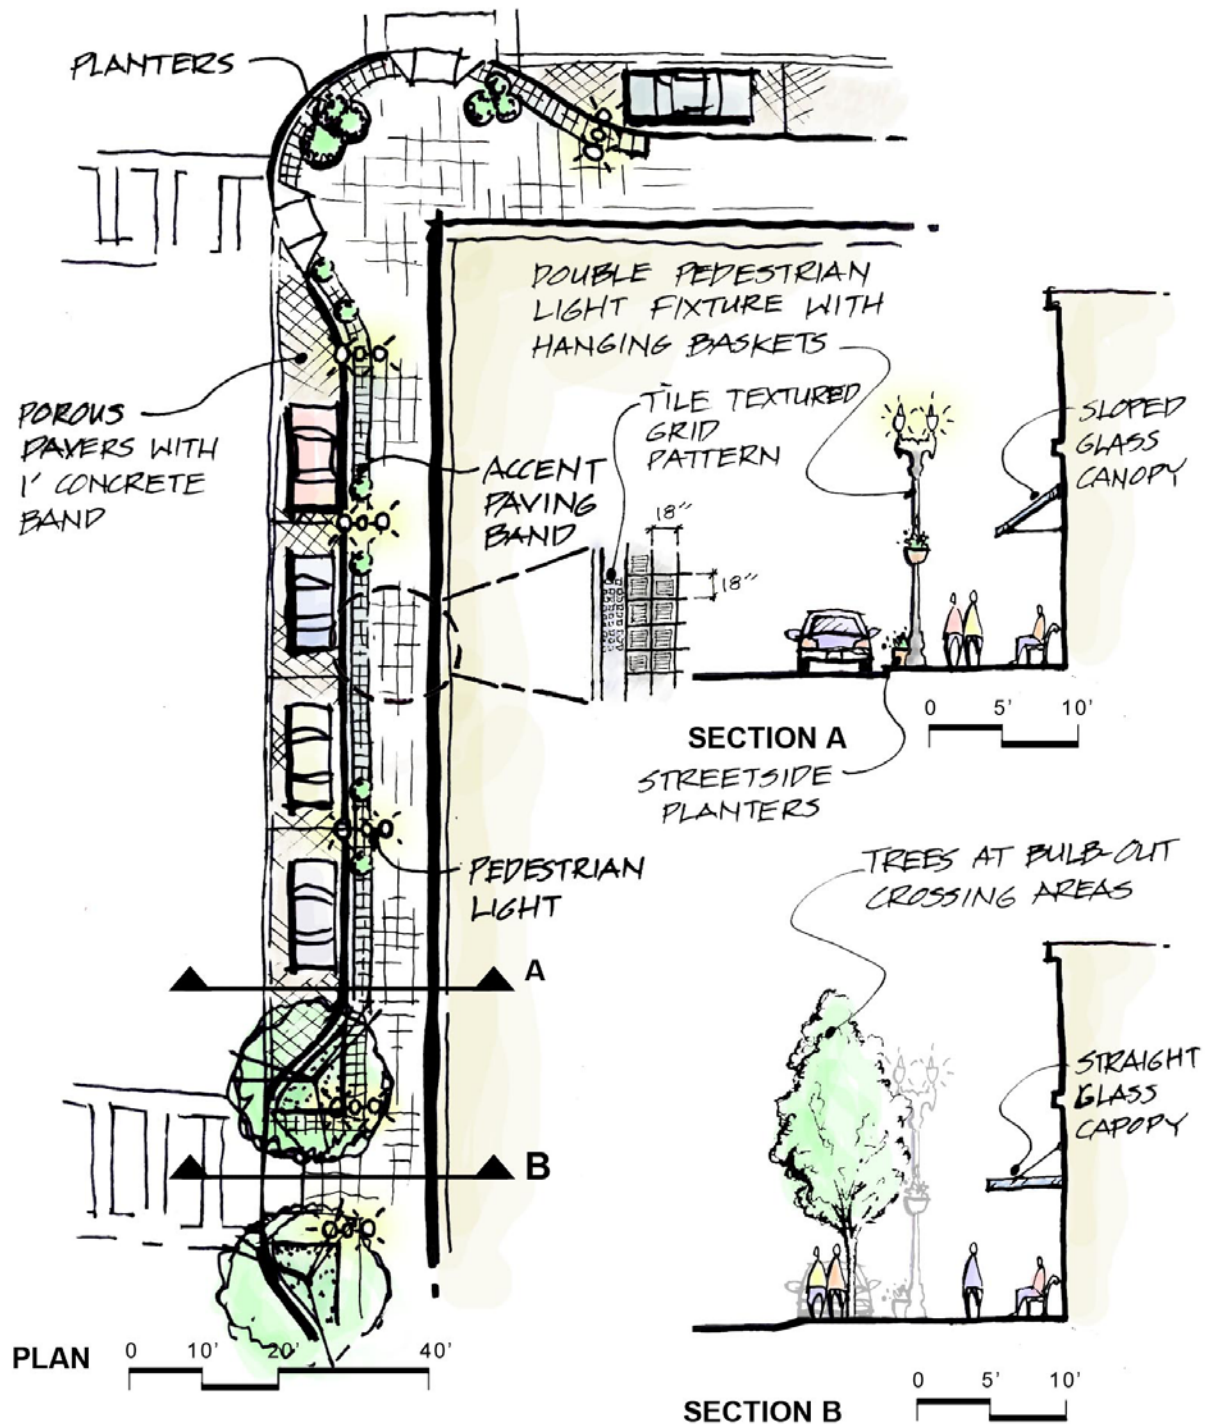 PLANTERS
DOUBLE PEDESTRIAN
LIGHT FIXTURE WITH
HANGING BASKETS
TILE TEXTURED
GRID
PATTERN
SLOPED
GLASS
CANOPY
POROUS
PAVERS WITH
1' CONCRETE
BAND
ACCENT
PAVING
BAND
18"
18"
SECTION A
0 5' 10'
STREETSIDE
PLANTERS
PEDESTRIAN
LIGHT
TREES AT BULB-OUT
CROSSING AREAS
A
STRAIGHT
GLASS
CAPOPY
B
PLAN
0 10' 20' 40'
SECTION B
0 5' 10'